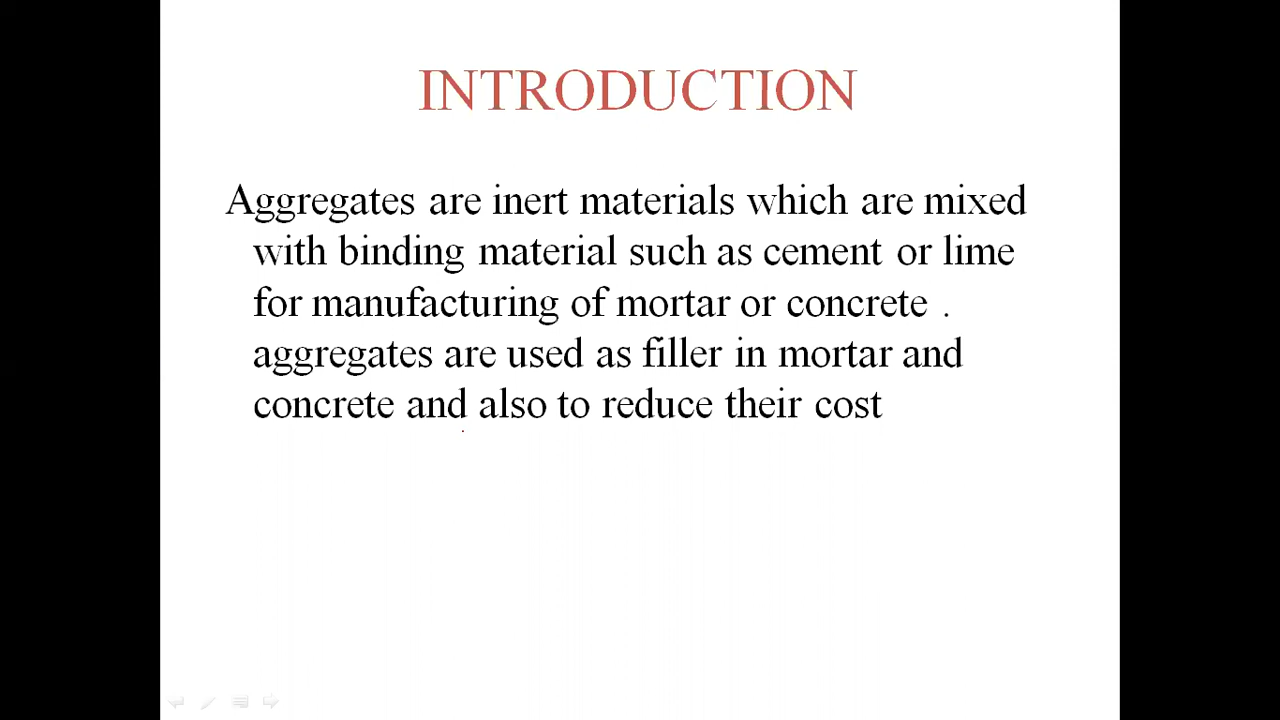 INTRODUCTION
Aggregates are inert materials which are mixed
with binding material such as cement or lime
for manufacturing of mortar or concrete .
aggregates are used as filler in mortar and
concrete and also to reduce their cost